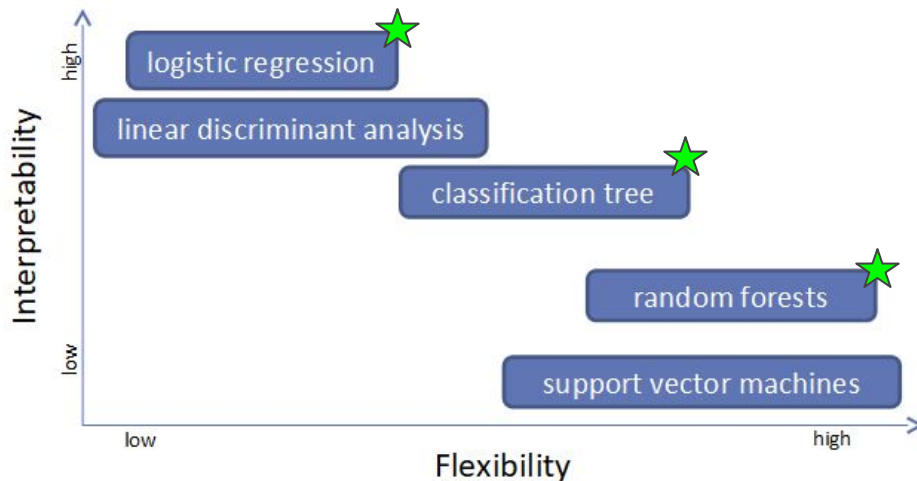 high
logistic regression
linear discriminant analysis
classification tree
Interpretability
random forests
low
support vector machines
low
high
Flexibility